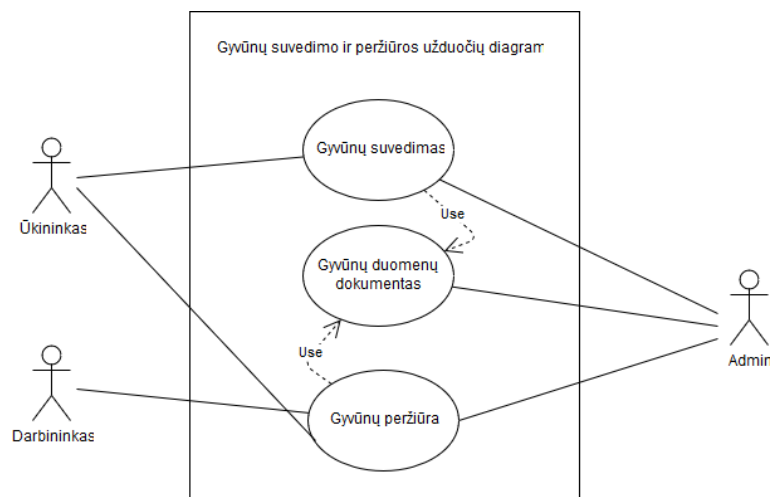 Gyvūnų suvedimo ir peržiūros užduočių diagram
Gyvūnų suvedimas
Use
Ūkininkas
Gyvūnų duomenų
dokumentas
Use
Admin
Darbininkas
Gyvūnų peržiūra